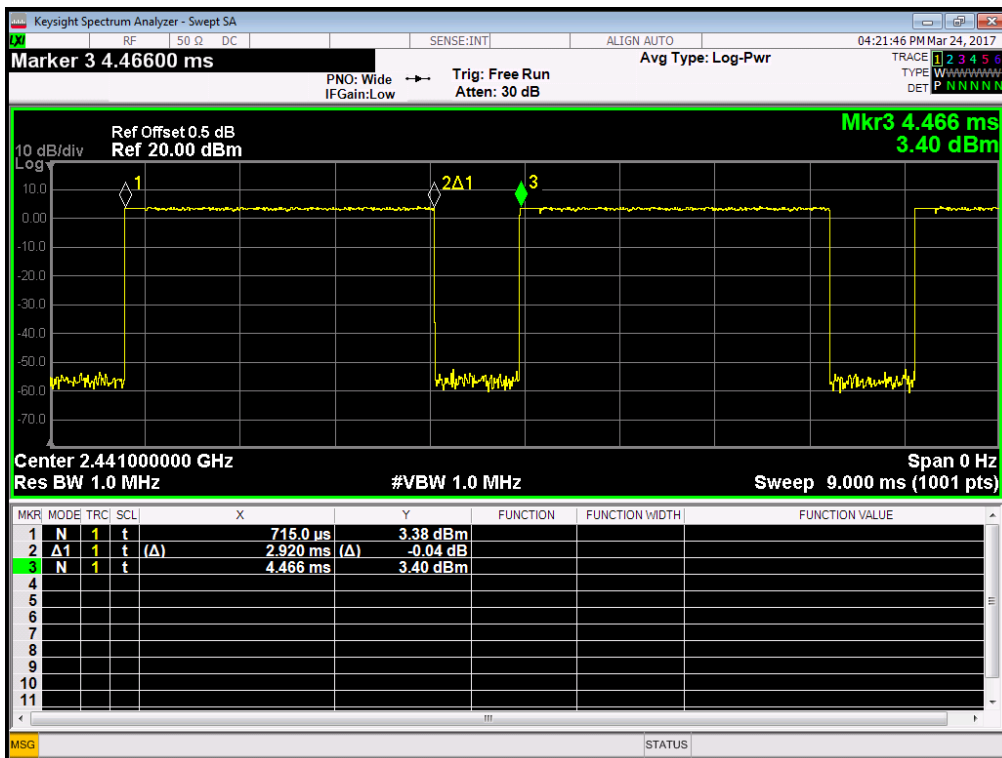 Keysight Spectrum Analyzer - Swept SA
LXI RF 50 Ω DC SENSE:INT ALIGN AUTO 04:21:46 PM Mar 24, 2017
Marker 3 4.46600 ms
PNO: Wide
IFGain:Low
Trig: Free Run
Atten: 30 dB
Avg Type: Log-Pwr
TRACE 1 2 3 4 5 6
TYPE WWWWWW
DET P N N N N N
Mkr3 4.466 ms
3.40 dBm
Ref Offset 0.5 dB
10 dB/div Ref 20.00 dBm
Log
10.0
0.00
-10.0
-20.0
-30.0
-40.0
-50.0
-60.0
-70.0
1
2Δ1
3
Center 2.441000000 GHz Span 0 Hz
Res BW 1.0 MHz #VBW 1.0 MHz Sweep 9.000 ms (1001 pts)
MKR MODE TRC SCL X Y FUNCTION FUNCTION WIDTH FUNCTION VALUE
1 N 1 t 715.0 µs 3.38 dBm
2 Δ1 1 t (Δ) 2.920 ms (Δ) -0.04 dB
3 N 1 t 4.466 ms 3.40 dBm
4
5
6
7
8
9
10
11
MSG STATUS